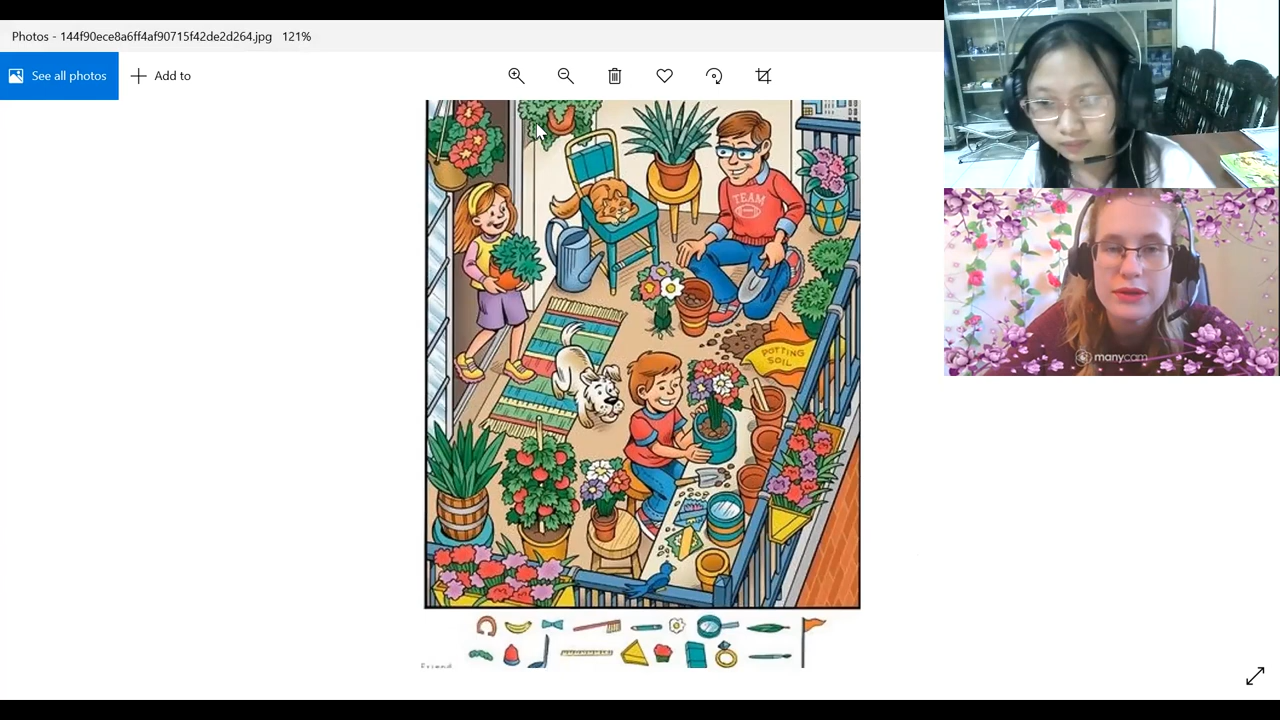 Photos - 144f90ece8a6ff4af90715f42de2d264.jpg 121%
See all photos
Add to
TEAM
POTTING
SOIL
manycam